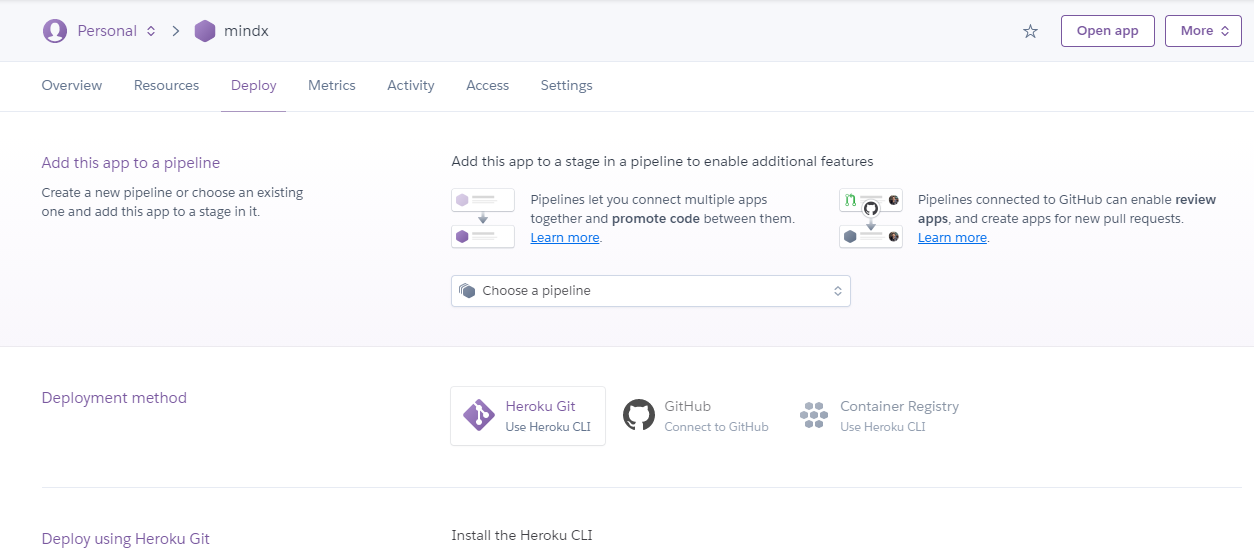 Personal mindx Open app More
Overview Resources Deploy Metrics Activity Access Settings
Add this app to a pipeline
Create a new pipeline or choose an existing
one and add this app to a stage in it.
Add this app to a stage in a pipeline to enable additional features
Pipelines let you connect multiple apps
together and promote code between them.
Learn more.
Pipelines connected to GitHub can enable review
apps, and create apps for new pull requests.
Learn more.
Choose a pipeline
Deployment method
Heroku Git
Use Heroku CLI
GitHub
Connect to GitHub
Container Registry
Use Heroku CLI
Deploy using Heroku Git
Install the Heroku CLI